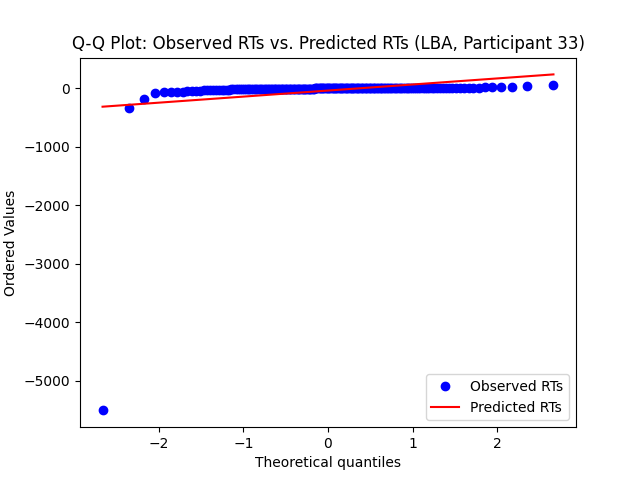 Q-Q Plot: Observed RTs vs. Predicted RTs (LBA, Participant 33)
Ordered Values
0
−1000
−2000
−3000
−4000
−5000
Observed RTs
Predicted RTs
−2
−1
0
1
2
Theoretical quantiles